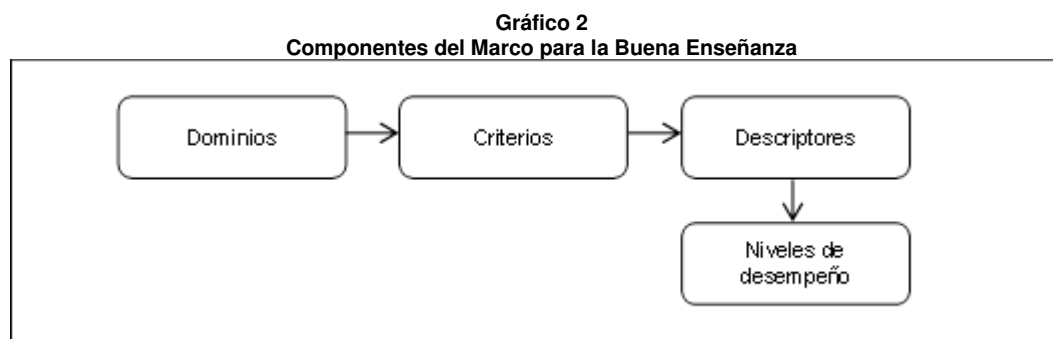 Gráfico 2
Componentes del Marco para la Buena Enseñanza
Dominios
Criterios
Descriptores
Niveles de
desempeño